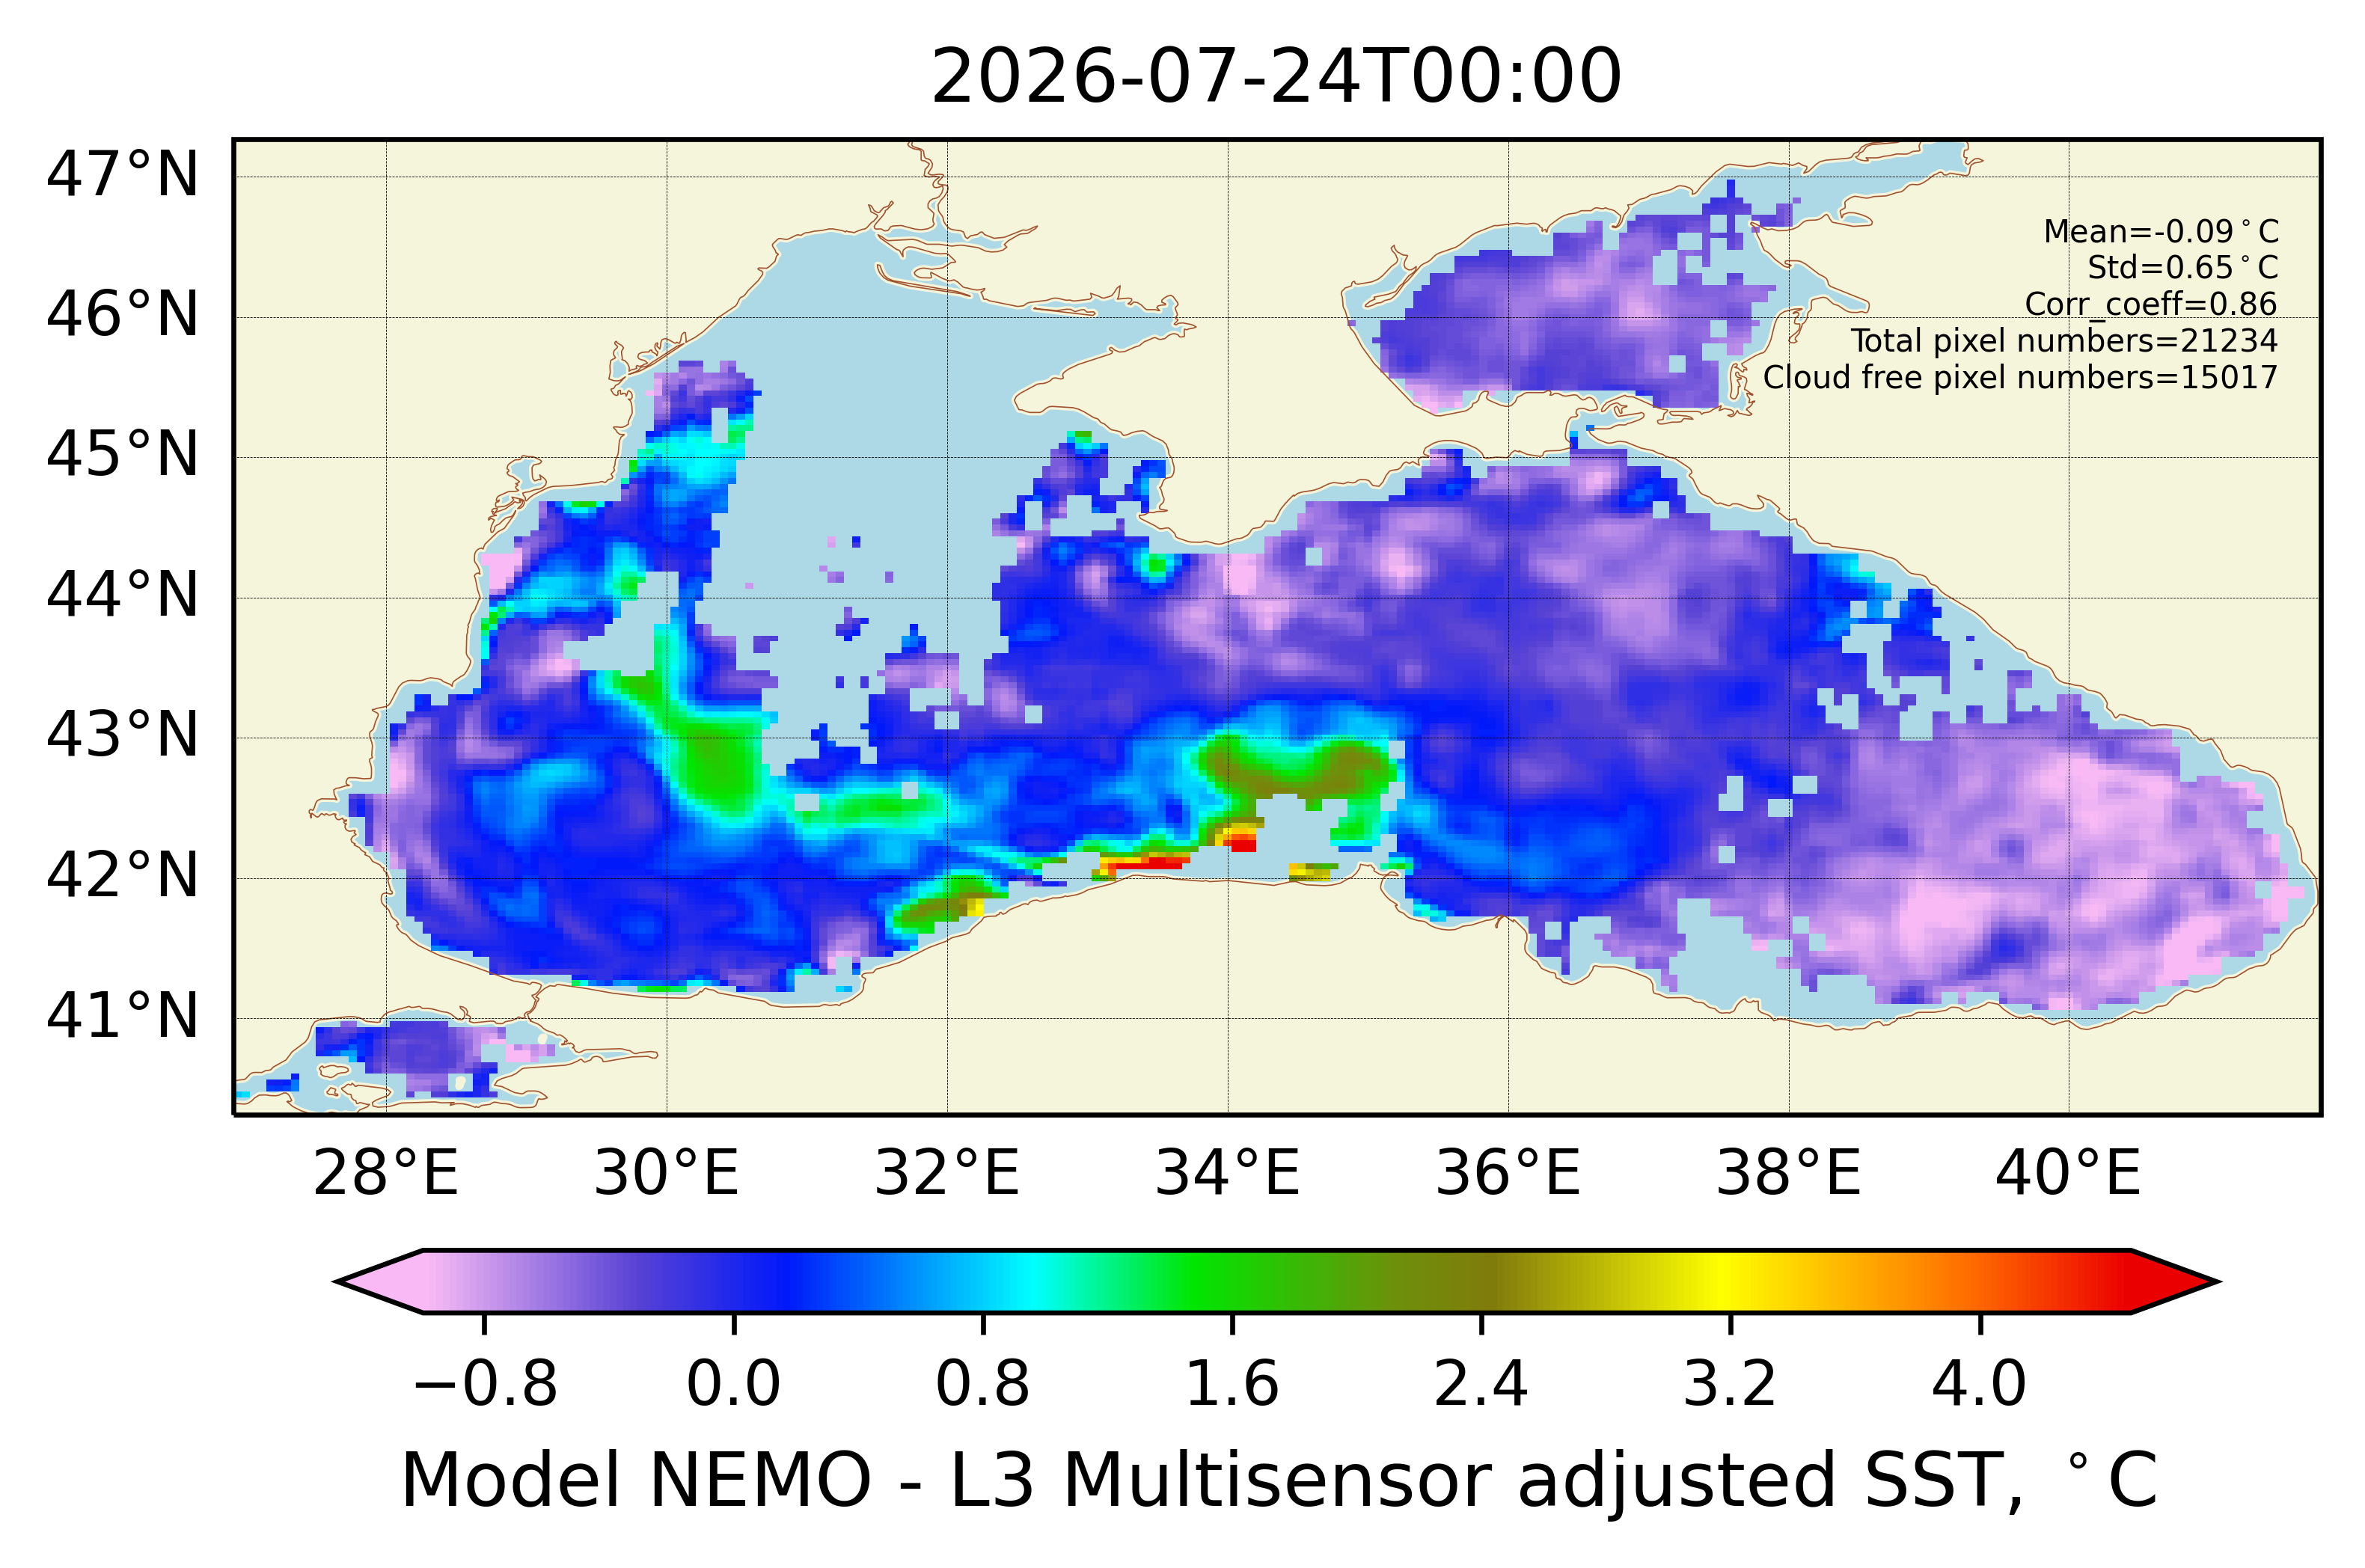 2026-07-24T00:00
47°N
46°N
45°N
44°N
43°N
42°N
41°N
Mean=-0.09°C
Std=0.65°C
Corr_coeff=0.86
Total pixel numbers=21234
Cloud free pixel numbers=15017
28°E 30°E 32°E 34°E 36°E 38°E 40°E
−0.8 0.0 0.8 1.6 2.4 3.2 4.0
Model NEMO - L3 Multisensor adjusted SST, °C